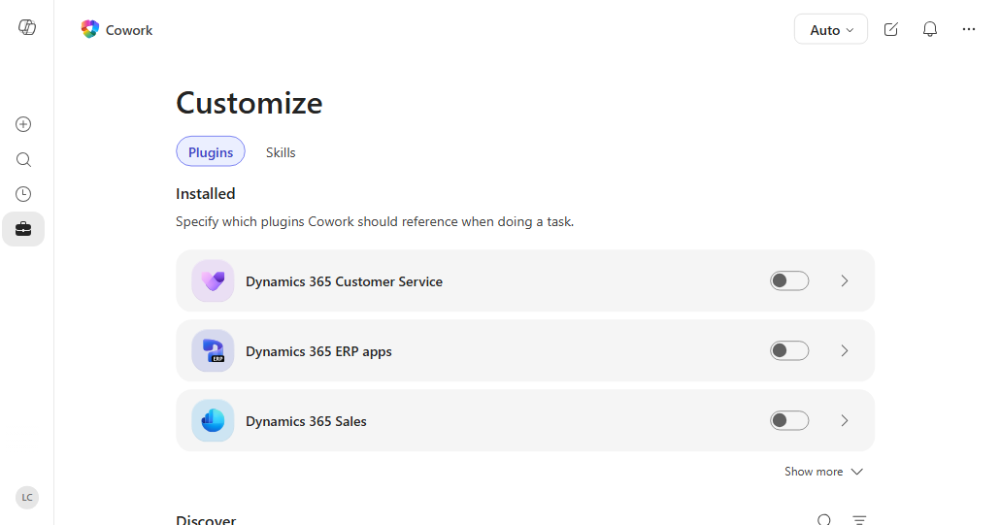 Cowork
Auto
Customize
Plugins
Skills
Installed
Specify which plugins Cowork should reference when doing a task.
Dynamics 365 Customer Service
Dynamics 365 ERP apps
ERP
Dynamics 365 Sales
Show more
LC
Discover